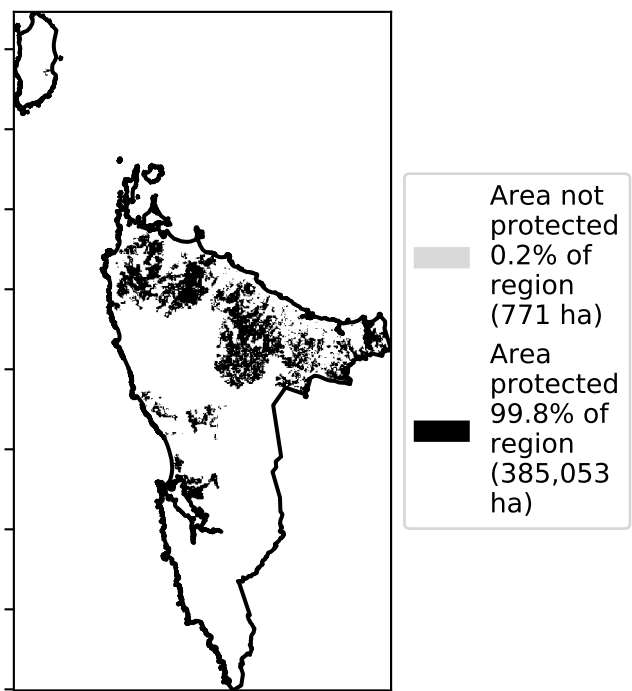 Area not
protected
0.2% of
region
(771 ha)
Area
protected
99.8% of
region
(385,053
ha)